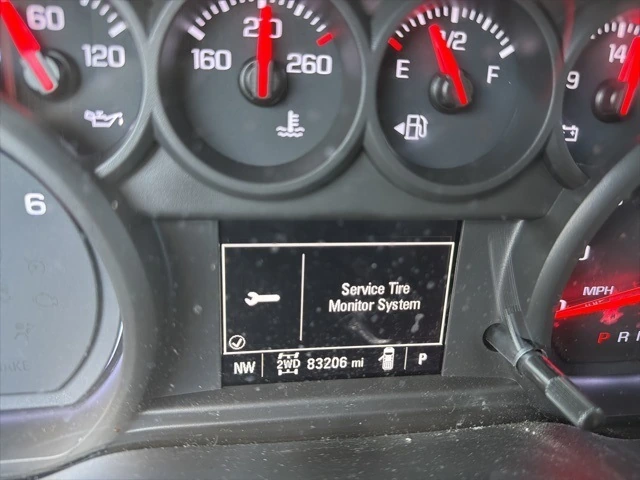 60
120
160
210
260
E
1/2
F
9
14
6
MPH
Service Tire
Monitor System
NW
2WD
83206 mi
P
P R